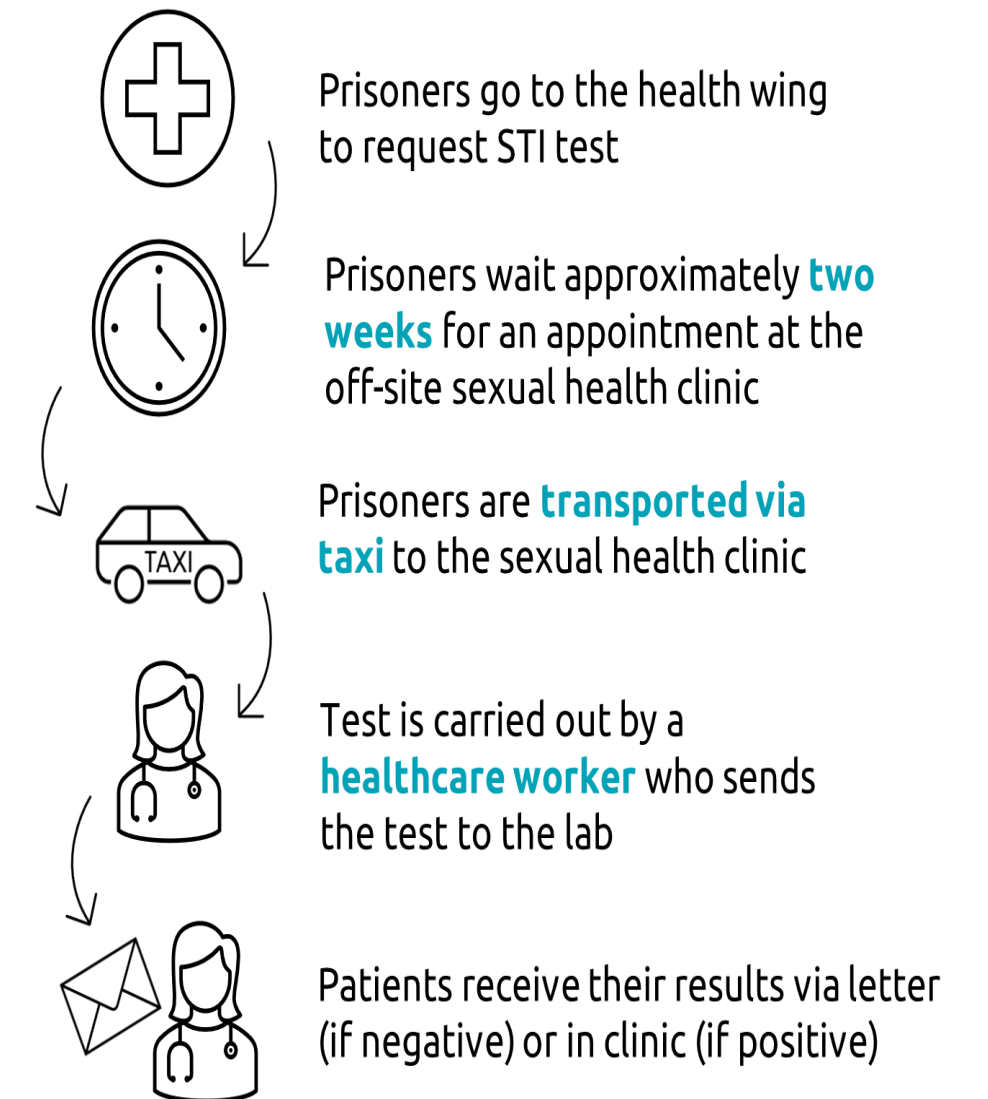 Prisoners go to the health wing
to request STI test
Prisoners wait approximately two
weeks for an appointment at the
off-site sexual health clinic
TAXI
Prisoners are transported via
taxi to the sexual health clinic
Test is carried out by a
healthcare worker who sends
the test to the lab
Patients receive their results via letter
(if negative) or in clinic (if positive)